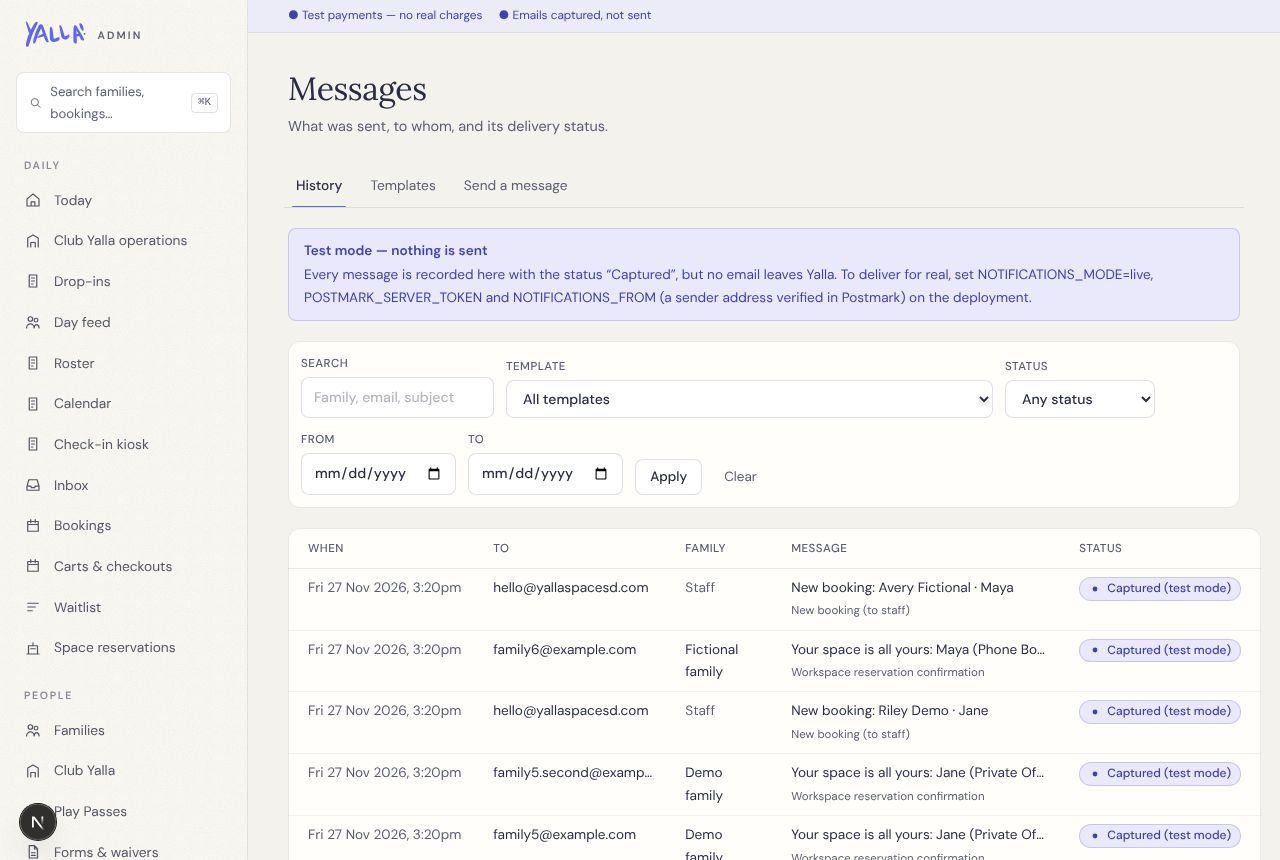 YALLA ADMIN
Search families, bookings… ⌘K
DAILY
Today
Club Yalla operations
Drop-ins
Day feed
Roster
Calendar
Check-in kiosk
Inbox
Bookings
Carts & checkouts
Waitlist
Space reservations
PEOPLE
Families
Club Yalla
Play Passes
Forms & waivers
N
Test payments — no real charges Emails captured, not sent
Messages
What was sent, to whom, and its delivery status.
History Templates Send a message
Test mode — nothing is sent
Every message is recorded here with the status “Captured”, but no email leaves Yalla. To deliver for real, set NOTIFICATIONS_MODE=live,
POSTMARK_SERVER_TOKEN and NOTIFICATIONS_FROM (a sender address verified in Postmark) on the deployment.
SEARCH TEMPLATE STATUS
Family, email, subject All templates Any status
FROM TO
mm/dd/yyyy mm/dd/yyyy Apply Clear
WHEN TO FAMILY MESSAGE STATUS
Fri 27 Nov 2026, 3:20pm hello@yallaspacesd.com Staff New booking: Avery Fictional · Maya Captured (test mode)
New booking (to staff)
Fri 27 Nov 2026, 3:20pm family6@example.com Fictional family Your space is all yours: Maya (Phone Bo… Captured (test mode)
Workspace reservation confirmation
Fri 27 Nov 2026, 3:20pm hello@yallaspacesd.com Staff New booking: Riley Demo · Jane Captured (test mode)
New booking (to staff)
Fri 27 Nov 2026, 3:20pm family5.second@examp… Demo family Your space is all yours: Jane (Private Of… Captured (test mode)
Workspace reservation confirmation
Fri 27 Nov 2026, 3:20pm family5@example.com Demo family Your space is all yours: Jane (Private Of… Captured (test mode)
Workspace reservation confirmation